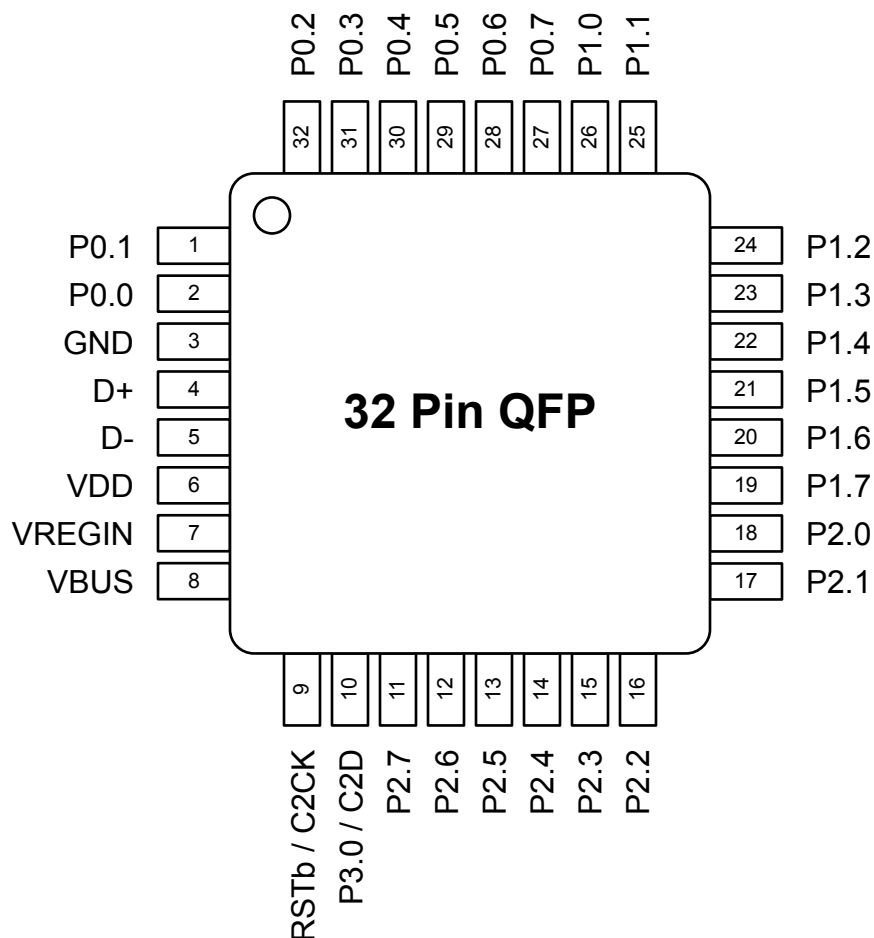 P0.2 P0.3 P0.4 P0.5 P0.6 P0.7 P1.0 P1.1
32 31 30 29 28 27 26 25
P0.1 1 24 P1.2
P0.0 2 23 P1.3
GND 3 22 P1.4
D+ 4 21 P1.5
32 Pin QFP
D- 5 20 P1.6
VDD 6 19 P1.7
VREGIN 7 18 P2.0
VBUS 8 17 P2.1
9 10 11 12 13 14 15 16
RSTb / C2CK P3.0 / C2D P2.7 P2.6 P2.5 P2.4 P2.3 P2.2